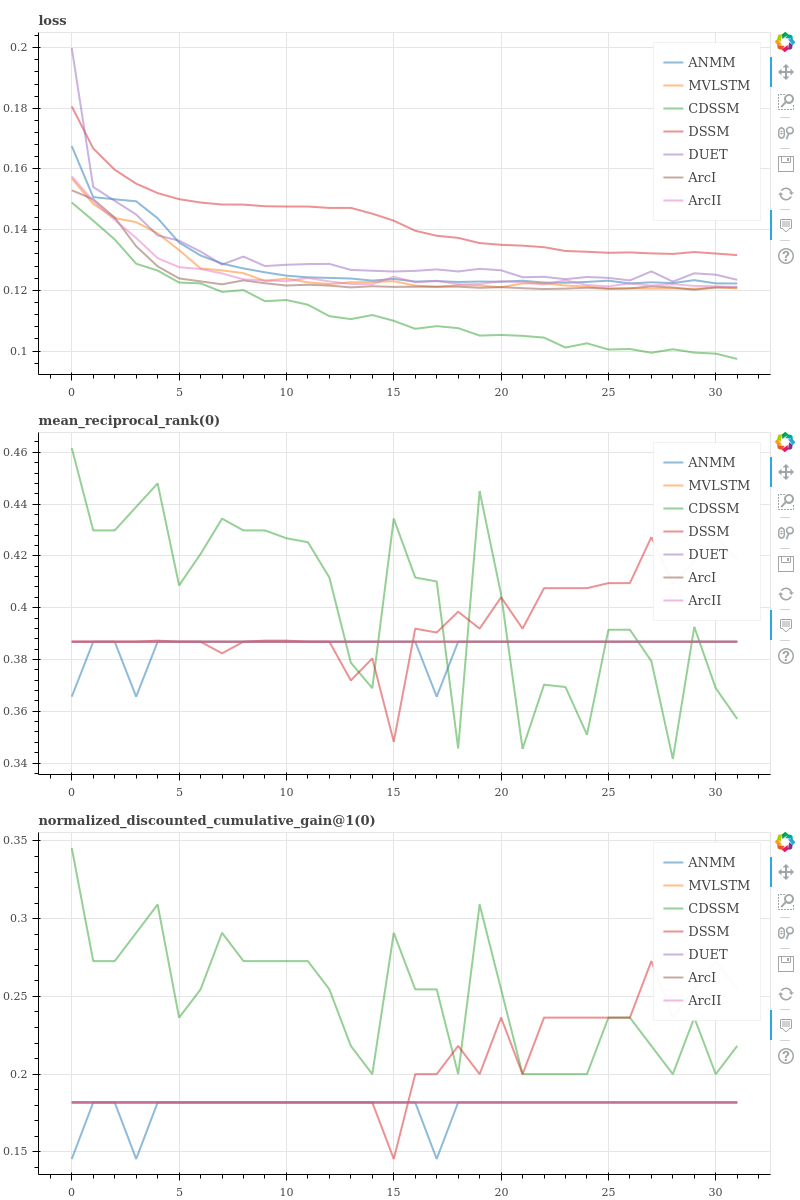 loss
0.2
0.18
0.16
0.14
0.12
0.1
ANMM
MVLSTM
CDSSM
DSSM
DUET
ArcI
ArcII
0 5 10 15 20 25 30
mean_reciprocal_rank(0)
0.46
0.44
0.42
0.4
0.38
0.36
0.34
ANMM
MVLSTM
CDSSM
DSSM
DUET
ArcI
ArcII
0 5 10 15 20 25 30
normalized_discounted_cumulative_gain@1(0)
0.35
0.3
0.25
0.2
0.15
ANMM
MVLSTM
CDSSM
DSSM
DUET
ArcI
ArcII
0 5 10 15 20 25 30